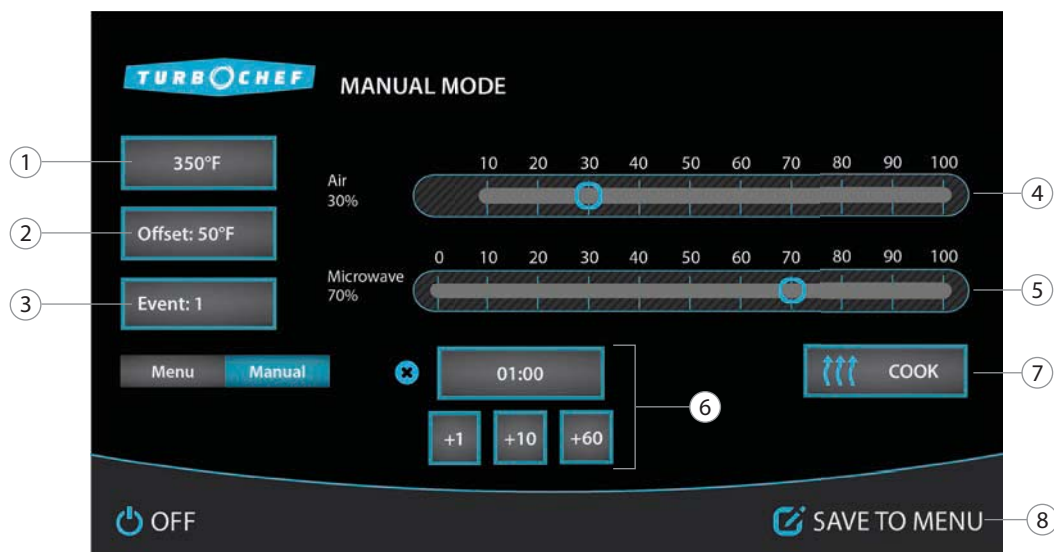 TURBOCHEF
MANUAL MODE
1
350°F
10 20 30 40 50 60 70 80 90 100
Air
30%
4
2
Offset: 50°F
0 10 20 30 40 50 60 70 80 90 100
Microwave
70%
5
3
Event: 1
Menu Manual
01:00
COOK
7
6
+1 +10 +60
OFF
SAVE TO MENU
8